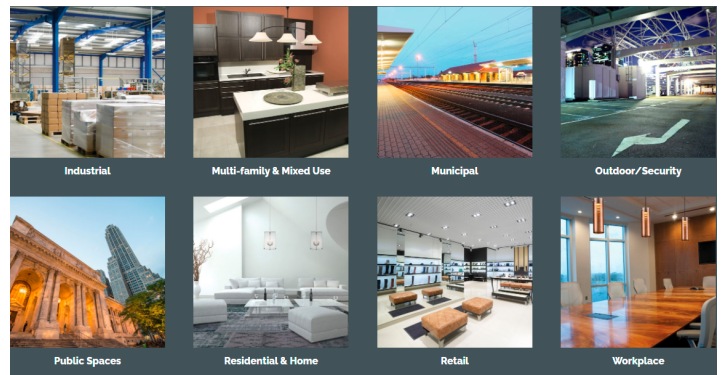 Industrial
Multi-family & Mixed Use
Municipal
Outdoor/Security
Public Spaces
Residential & Home
Retail
Workplace